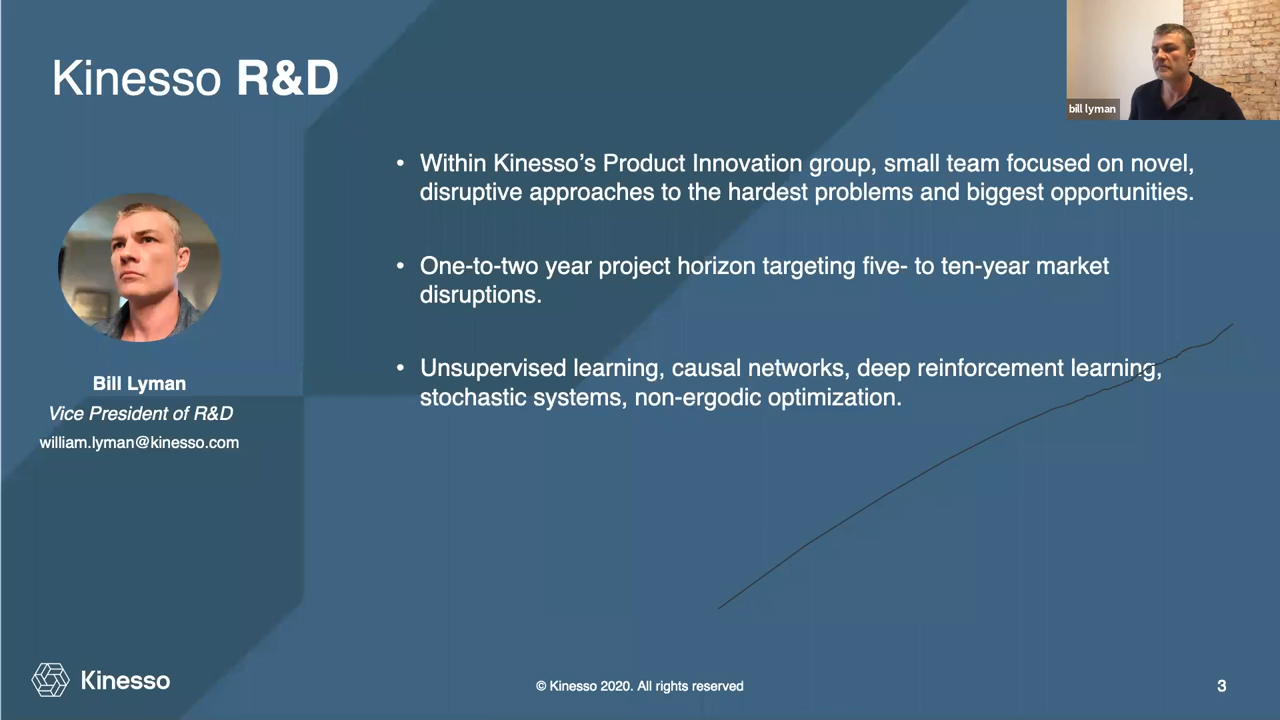 Kinesso R&D
bill lyman
• Within Kinesso’s Product Innovation group, small team focused on novel,
disruptive approaches to the hardest problems and biggest opportunities.
• One-to-two year project horizon targeting five- to ten-year market
disruptions.
• Unsupervised learning, causal networks, deep reinforcement learning,
stochastic systems, non-ergodic optimization.
Bill Lyman
Vice President of R&D
william.lyman@kinesso.com
Kinesso
© Kinesso 2020. All rights reserved
3